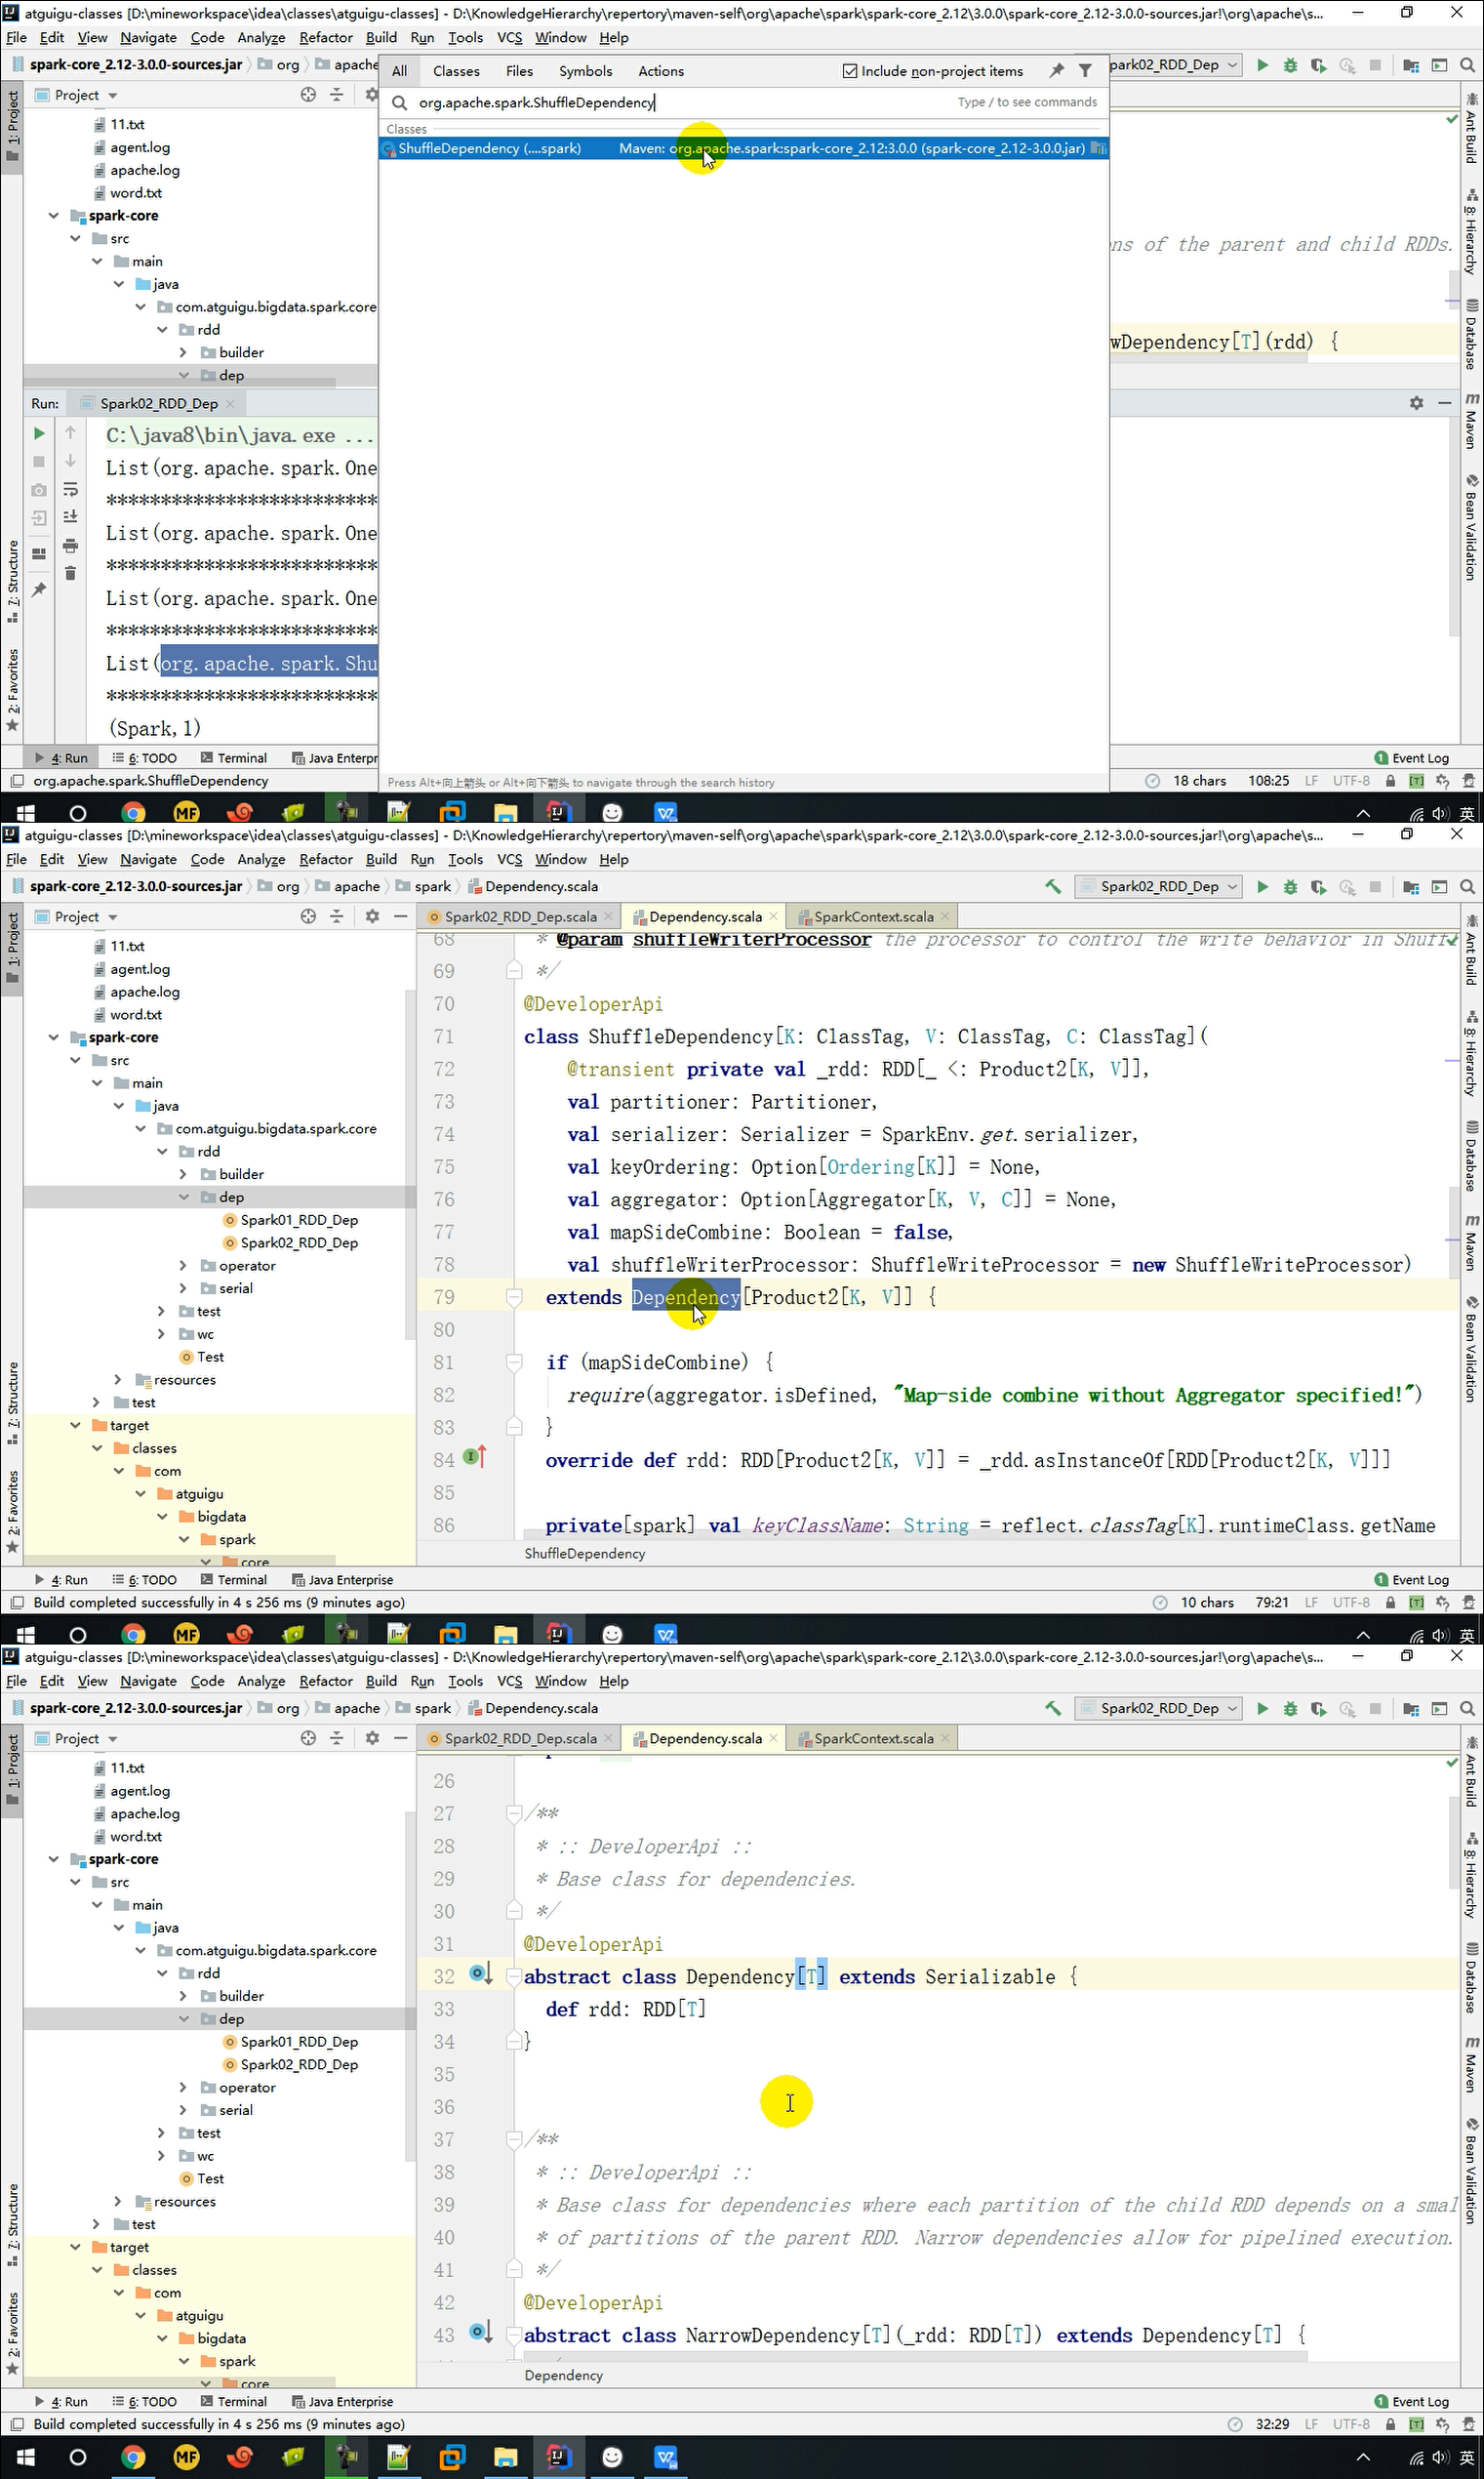 atguigu-classes [D:\mineworkspace\idea\classes\atguigu-classes] - D:\KnowledgeHierarchy\repertory\maven-self\org\apache\spark\spark-core_2.12\3.0.0\spark-core_2.12-3.0.0-sources.jar!\org\apache\s...
File Edit View Navigate Code Analyze Refactor Build Run Tools VCS Window Help
spark-core_2.12-3.0.0-sources.jar org apache
All Classes Files Symbols Actions Include non-project items
park02_RDD_Dep
Project
org.apache.spark.ShuffleDependency Type / to see commands
Classes
ShuffleDependency (....spark) Maven: org.apache.spark:spark-core_2.12:3.0.0 (spark-core_2.12-3.0.0.jar)
11.txt
agent.log
apache.log
word.txt
spark-core
src
main
java
com.atguigu.bigdata.spark.core
rdd
builder
dep
ns of the parent and child RDDs.
wDependency[T](rdd) {
Run: Spark02_RDD_Dep
C:\java8\bin\java.exe ...
List(org.apache.spark.One
*************************
List(org.apache.spark.One
*************************
List(org.apache.spark.One
*************************
List(org.apache.spark.Shu
*************************
(Spark,1)
1: Project
7: Structure
2: Favorites
Ant Build
8: Hierarchy
Database
Maven
Bean Validation
4: Run 6: TODO Terminal Java Enterpr
Event Log
Press Alt+向上箭头 or Alt+向下箭头 to navigate through the search history
org.apache.spark.ShuffleDependency 18 chars 108:25 LF UTF-8
英
atguigu-classes [D:\mineworkspace\idea\classes\atguigu-classes] - D:\KnowledgeHierarchy\repertory\maven-self\org\apache\spark\spark-core_2.12\3.0.0\spark-core_2.12-3.0.0-sources.jar!\org\apache\s...
File Edit View Navigate Code Analyze Refactor Build Run Tools VCS Window Help
spark-core_2.12-3.0.0-sources.jar org apache spark Dependency.scala Spark02_RDD_Dep
Project Spark02_RDD_Dep.scala Dependency.scala SparkContext.scala
11.txt
agent.log
apache.log
word.txt
spark-core
src
main
java
com.atguigu.bigdata.spark.core
rdd
builder
dep
Spark01_RDD_Dep
Spark02_RDD_Dep
operator
serial
test
wc
Test
resources
test
target
classes
com
atguigu
bigdata
spark
core
68 * @param shuffleWriterProcessor the processor to control the write behavior in Shuff
69 */
70 @DeveloperApi
71 class ShuffleDependency[K: ClassTag, V: ClassTag, C: ClassTag](
72 @transient private val _rdd: RDD[_ <: Product2[K, V]],
73 val partitioner: Partitioner,
74 val serializer: Serializer = SparkEnv.get.serializer,
75 val keyOrdering: Option[Ordering[K]] = None,
76 val aggregator: Option[Aggregator[K, V, C]] = None,
77 val mapSideCombine: Boolean = false,
78 val shuffleWriterProcessor: ShuffleWriteProcessor = new ShuffleWriteProcessor)
79 extends Dependency[Product2[K, V]] {
80
81 if (mapSideCombine) {
82 require(aggregator.isDefined, "Map-side combine without Aggregator specified!")
83 }
84 override def rdd: RDD[Product2[K, V]] = _rdd.asInstanceOf[RDD[Product2[K, V]]]
85
86 private[spark] val keyClassName: String = reflect.classTag[K].runtimeClass.getName
ShuffleDependency
1: Project
7: Structure
2: Favorites
Ant Build
8: Hierarchy
Database
Maven
Bean Validation
4: Run 6: TODO Terminal Java Enterprise Event Log
Build completed successfully in 4 s 256 ms (9 minutes ago) 10 chars 79:21 LF UTF-8
英
atguigu-classes [D:\mineworkspace\idea\classes\atguigu-classes] - D:\KnowledgeHierarchy\repertory\maven-self\org\apache\spark\spark-core_2.12\3.0.0\spark-core_2.12-3.0.0-sources.jar!\org\apache\s...
File Edit View Navigate Code Analyze Refactor Build Run Tools VCS Window Help
spark-core_2.12-3.0.0-sources.jar org apache spark Dependency.scala Spark02_RDD_Dep
Project Spark02_RDD_Dep.scala Dependency.scala SparkContext.scala
11.txt
agent.log
apache.log
word.txt
spark-core
src
main
java
com.atguigu.bigdata.spark.core
rdd
builder
dep
Spark01_RDD_Dep
Spark02_RDD_Dep
operator
serial
test
wc
Test
resources
test
target
classes
com
atguigu
bigdata
spark
core
26
27 /**
28 * :: DeveloperApi ::
29 * Base class for dependencies.
30 */
31 @DeveloperApi
32 abstract class Dependency[T] extends Serializable {
33 def rdd: RDD[T]
34 }
35
36
37 /**
38 * :: DeveloperApi ::
39 * Base class for dependencies where each partition of the child RDD depends on a smal
40 * of partitions of the parent RDD. Narrow dependencies allow for pipelined execution.
41 */
42 @DeveloperApi
43 abstract class NarrowDependency[T](_rdd: RDD[T]) extends Dependency[T] {
Dependency
1: Project
7: Structure
2: Favorites
Ant Build
8: Hierarchy
Database
Maven
Bean Validation
4: Run 6: TODO Terminal Java Enterprise Event Log
Build completed successfully in 4 s 256 ms (9 minutes ago) 32:29 LF UTF-8
英